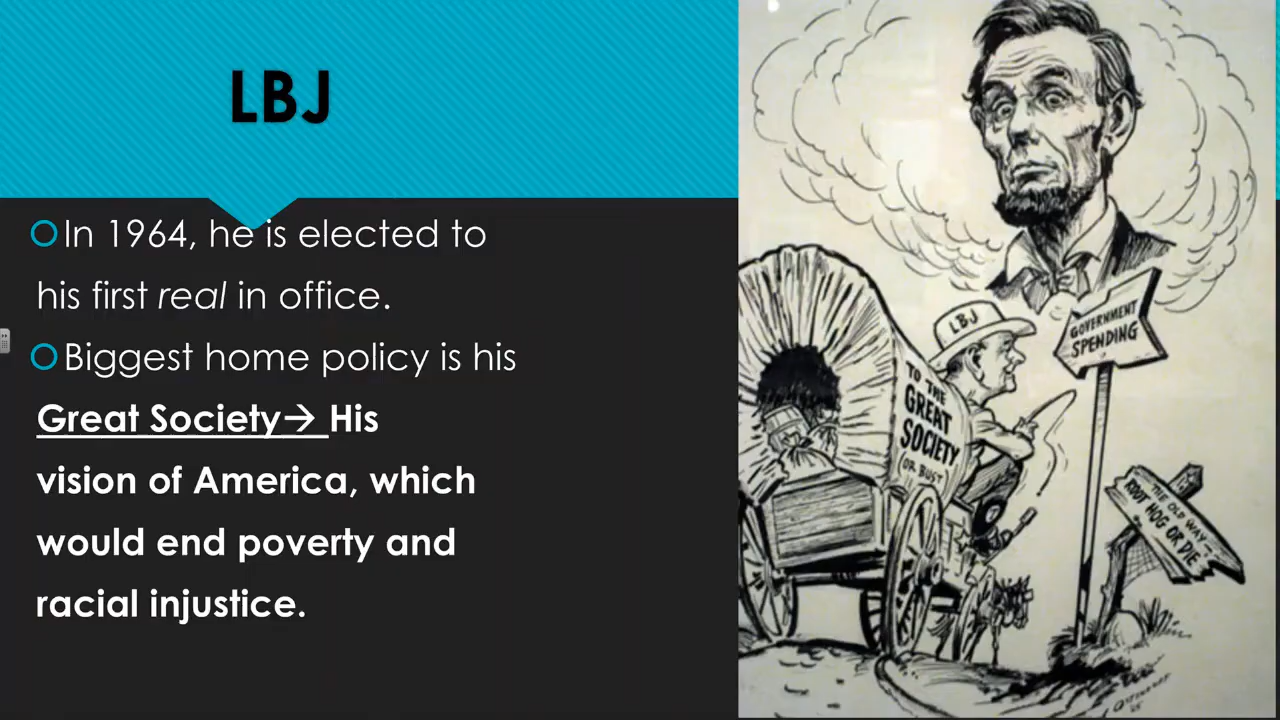 LBJ
In 1964, he is elected to
his first real in office.
Biggest home policy is his
Great Society→ His
vision of America, which
would end poverty and
racial injustice.
GOVERNMENT
SPENDING
LBJ
TO THE
GREAT
SOCIETY
OR BUST
THE OLD WAY—
ROOT HOG OR DIE